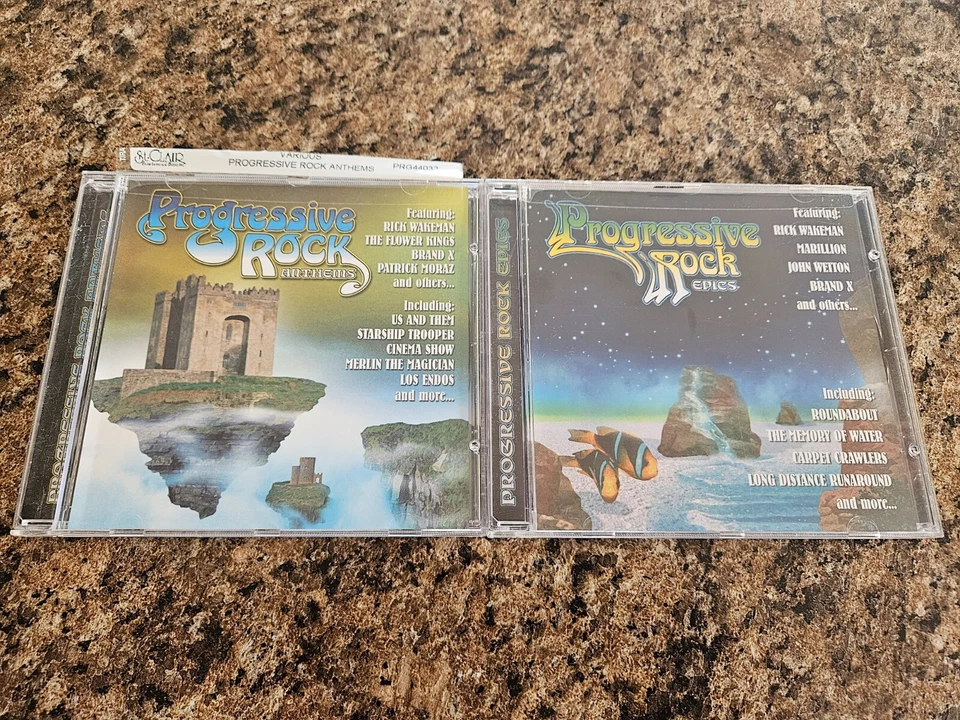 St.CLAIR
VARIOUS
PROGRESSIVE ROCK ANTHEMS PRG44032
PROGRESSIVE ROCK
Progressive
ROCK
ANTHEMS
Featuring:
RICK WAKEMAN
THE FLOWER KINGS
BRAND X
PATRICK MORAZ
and others...
Including:
US AND THEM
STARSHIP TROOPER
CINEMA SHOW
MERLIN THE MAGICIAN
LOS ENDOS
and more...
PROGRESSIVE ROCK EPICS
Progressive
Rock
EPICS
Featuring:
RICK WAKEMAN
MARILLION
JOHN WETTON
BRAND X
and others...
Including:
ROUNDABOUT
THE MEMORY OF WATER
CARPET CRAWLERS
LONG DISTANCE RUNAROUND
and more...